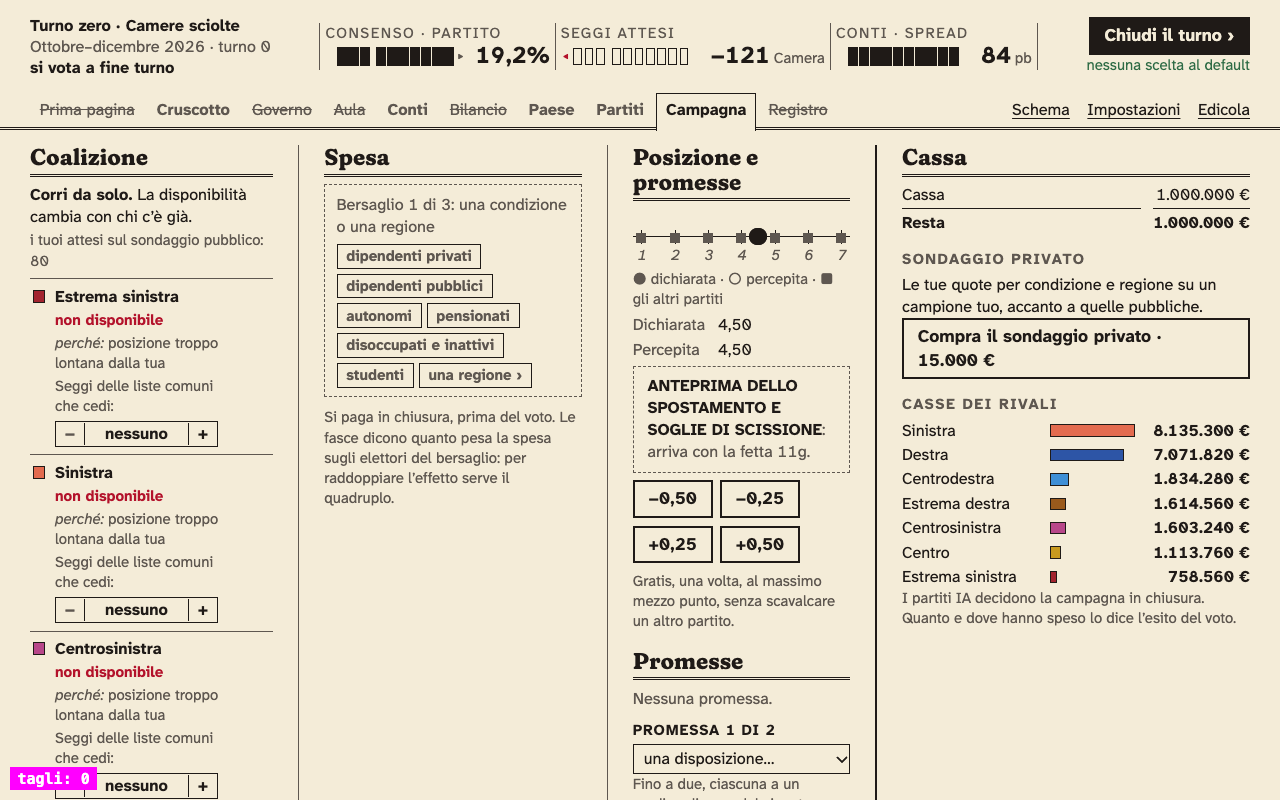 Turno zero · Camere sciolte
Ottobre–dicembre 2026 · turno 0
si vota a fine turno
CONSENSO · PARTITO
19,2%
SEGGI ATTESI
−121 Camera
CONTI · SPREAD
84 pb
Chiudi il turno ›
nessuna scelta al default
Prima pagina
Cruscotto
Governo
Aula
Conti
Bilancio
Paese
Partiti
Campagna
Registro
Schema
Impostazioni
Edicola
Coalizione
Corri da solo. La disponibilità
cambia con chi c'è già.
i tuoi attesi sul sondaggio pubblico:
80
Estrema sinistra
non disponibile
perché: posizione troppo
lontana dalla tua
Seggi delle liste comuni
che cedi:
− nessuno +
Sinistra
non disponibile
perché: posizione troppo
lontana dalla tua
Seggi delle liste comuni
che cedi:
− nessuno +
Centrosinistra
non disponibile
perché: posizione troppo
lontana dalla tua
Seggi delle liste comuni
che cedi:
nessuno +
tagli: 0
Spesa
Bersaglio 1 di 3: una condizione
o una regione
dipendenti privati
dipendenti pubblici
autonomi
pensionati
disoccupati e inattivi
studenti
una regione ›
Si paga in chiusura, prima del voto. Le
fasce dicono quanto pesa la spesa
sugli elettori del bersaglio: per
raddoppiare l'effetto serve il
quadruplo.
Posizione e
promesse
1 2 3 4 5 6 7
dichiarata · percepita ·
gli altri partiti
Dichiarata 4,50
Percepita 4,50
ANTEPRIMA DELLO
SPOSTAMENTO E
SOGLIE DI SCISSIONE:
arriva con la fetta 11g.
−0,50
−0,25
+0,25
+0,50
Gratis, una volta, al massimo
mezzo punto, senza scavalcare
un altro partito.
Promesse
Nessuna promessa.
PROMESSA 1 DI 2
una disposizione...
Fino a due, ciascuna a un
Cassa
Cassa 1.000.000 €
Resta 1.000.000 €
SONDAGGIO PRIVATO
Le tue quote per condizione e regione su un
campione tuo, accanto a quelle pubbliche.
Compra il sondaggio privato ·
15.000 €
CASSE DEI RIVALI
Sinistra 8.135.300 €
Destra 7.071.820 €
Centrodestra 1.834.280 €
Estrema destra 1.614.560 €
Centrosinistra 1.603.240 €
Centro 1.113.760 €
Estrema sinistra 758.560 €
I partiti IA decidono la campagna in chiusura.
Quanto e dove hanno speso lo dice l'esito del voto.